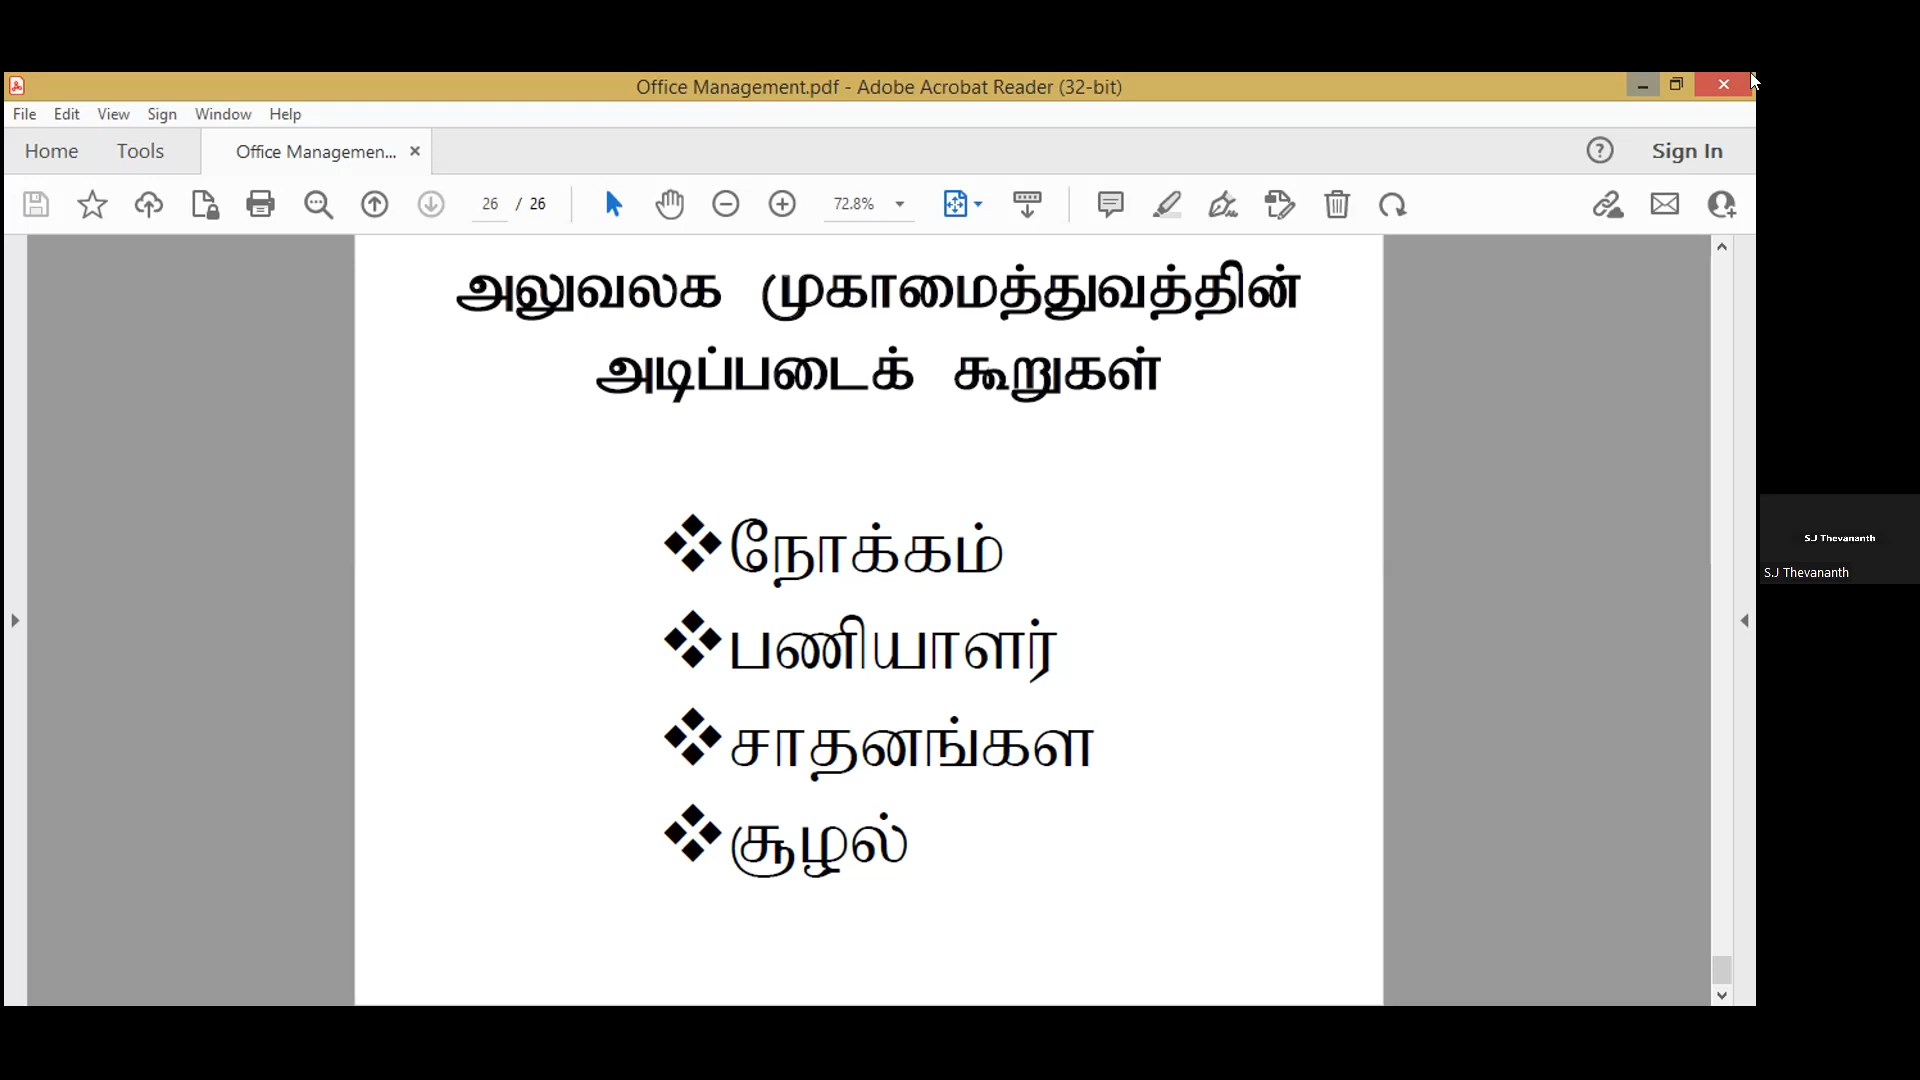 Office Management.pdf - Adobe Acrobat Reader (32-bit)
File Edit View Sign Window Help
Home Tools Office Managemen... Sign In
26 / 26 72.8%
அலுவலக முகாமைத்துவத்தின்
அடிப்படைக் கூறுகள்
❖நோக்கம்
❖பணியாளர்
❖சாதனங்கள
❖சூழல்
S.J Thevananth
S.J Thevananth